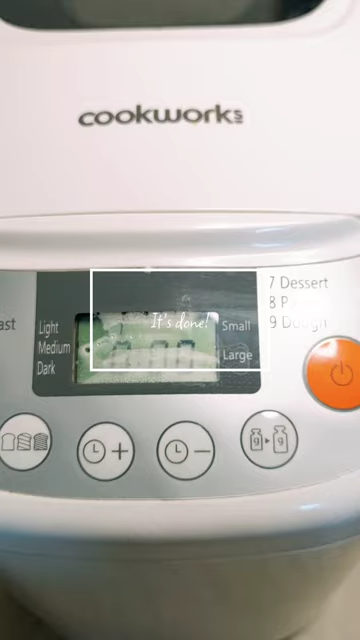 cookworks
7 Dessert
8 P
9 Dough
ast
Light
Medium
Dark
It's done!
Small
Large
g g